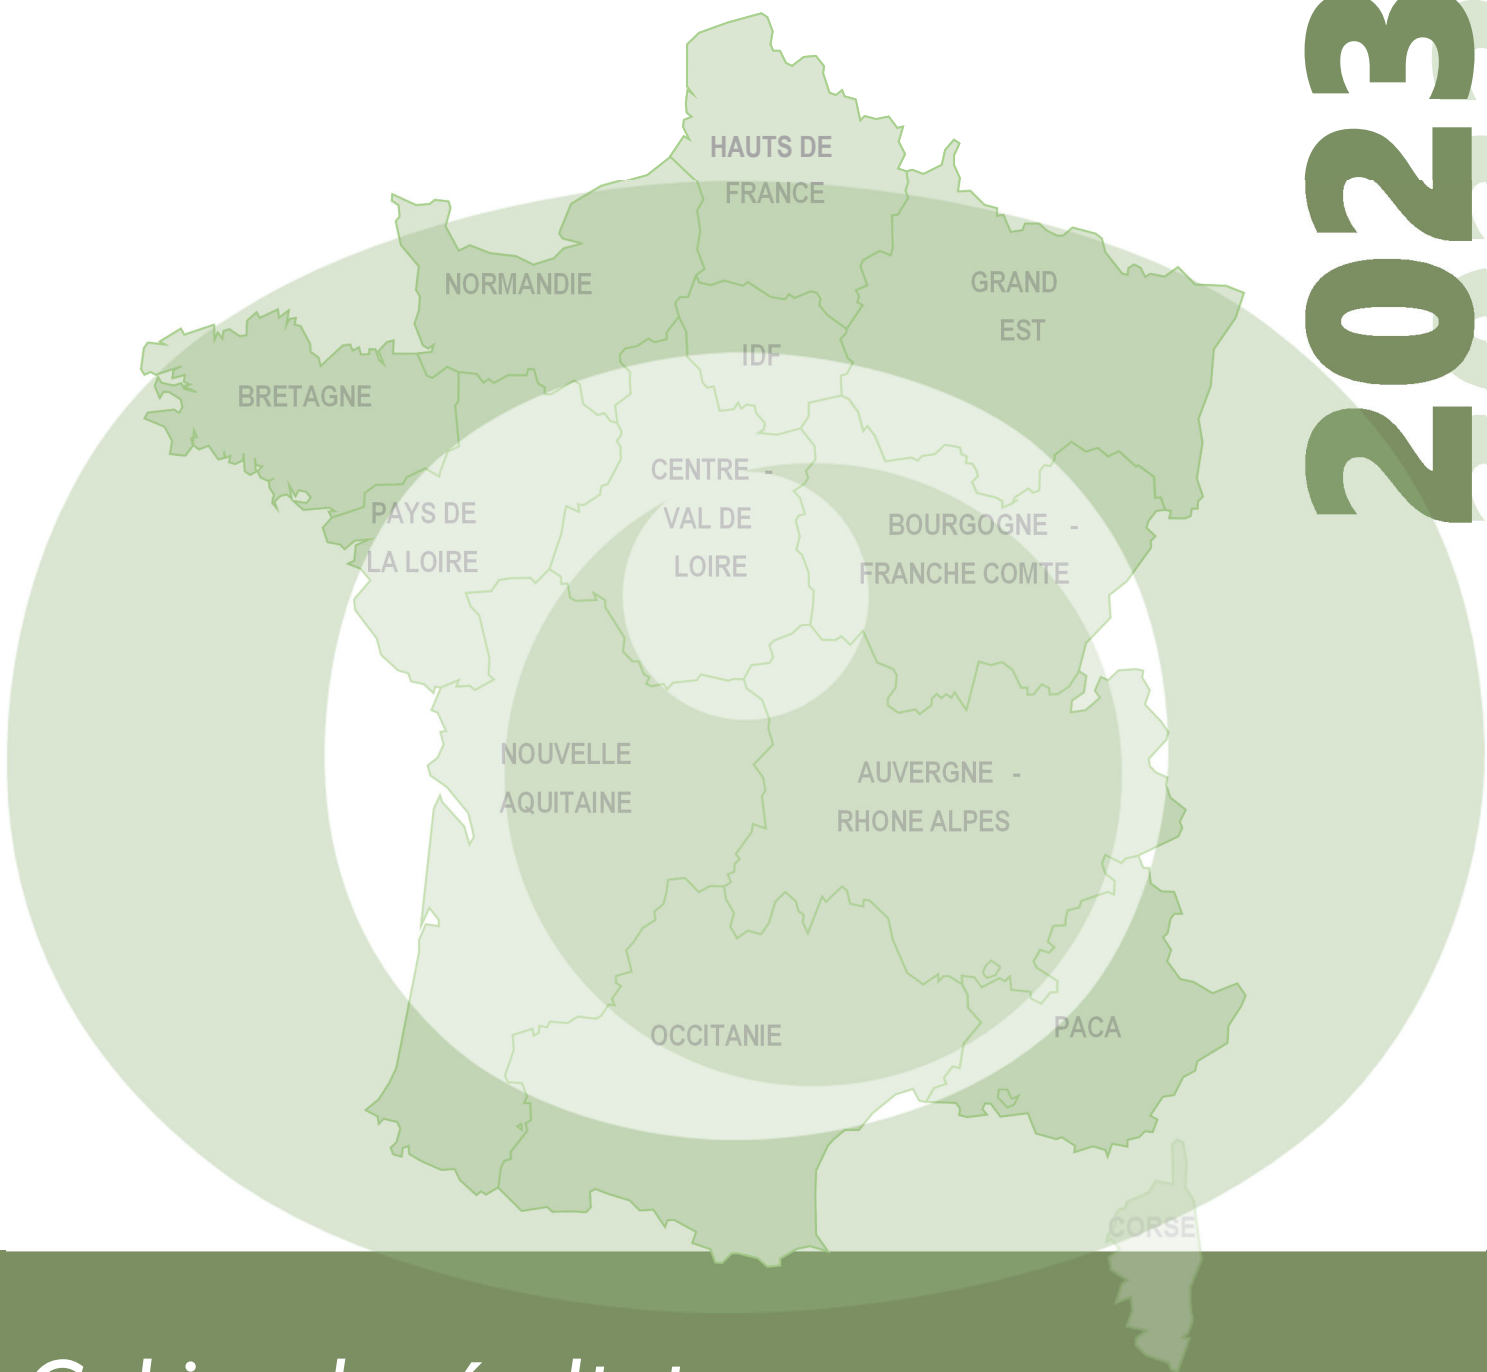 2023
HAUTS DE
FRANCE
NORMANDIE
GRAND
EST
IDF
BRETAGNE
CENTRE -
VAL DE
LOIRE
PAYS DE
LA LOIRE
BOURGOGNE -
FRANCHE COMTE
NOUVELLE
AQUITAINE
AUVERGNE -
RHONE ALPES
OCCITANIE
PACA
CORSE